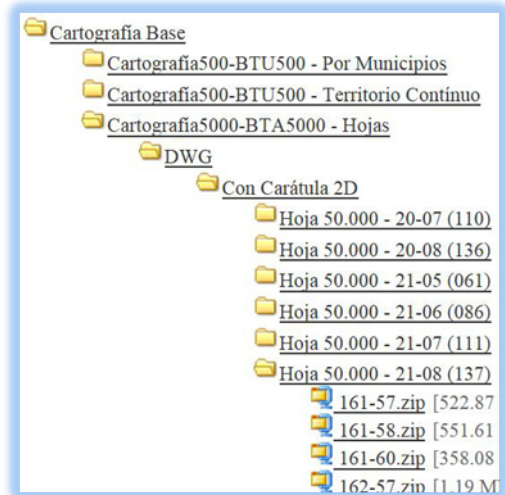 Cartografía Base
Cartografía500-BTU500 - Por Municipios
Cartografía500-BTU500 - Territorio Contínuo
Cartografía5000-BTA5000 - Hojas
DWG
Con Carátula 2D
Hoja 50.000 - 20-07 (110)
Hoja 50.000 - 20-08 (136)
Hoja 50.000 - 21-05 (061)
Hoja 50.000 - 21-06 (086)
Hoja 50.000 - 21-07 (111)
Hoja 50.000 - 21-08 (137)
161-57.zip [522.87
161-58.zip [551.61
161-60.zip [358.08
162-57.zip [1.19 M